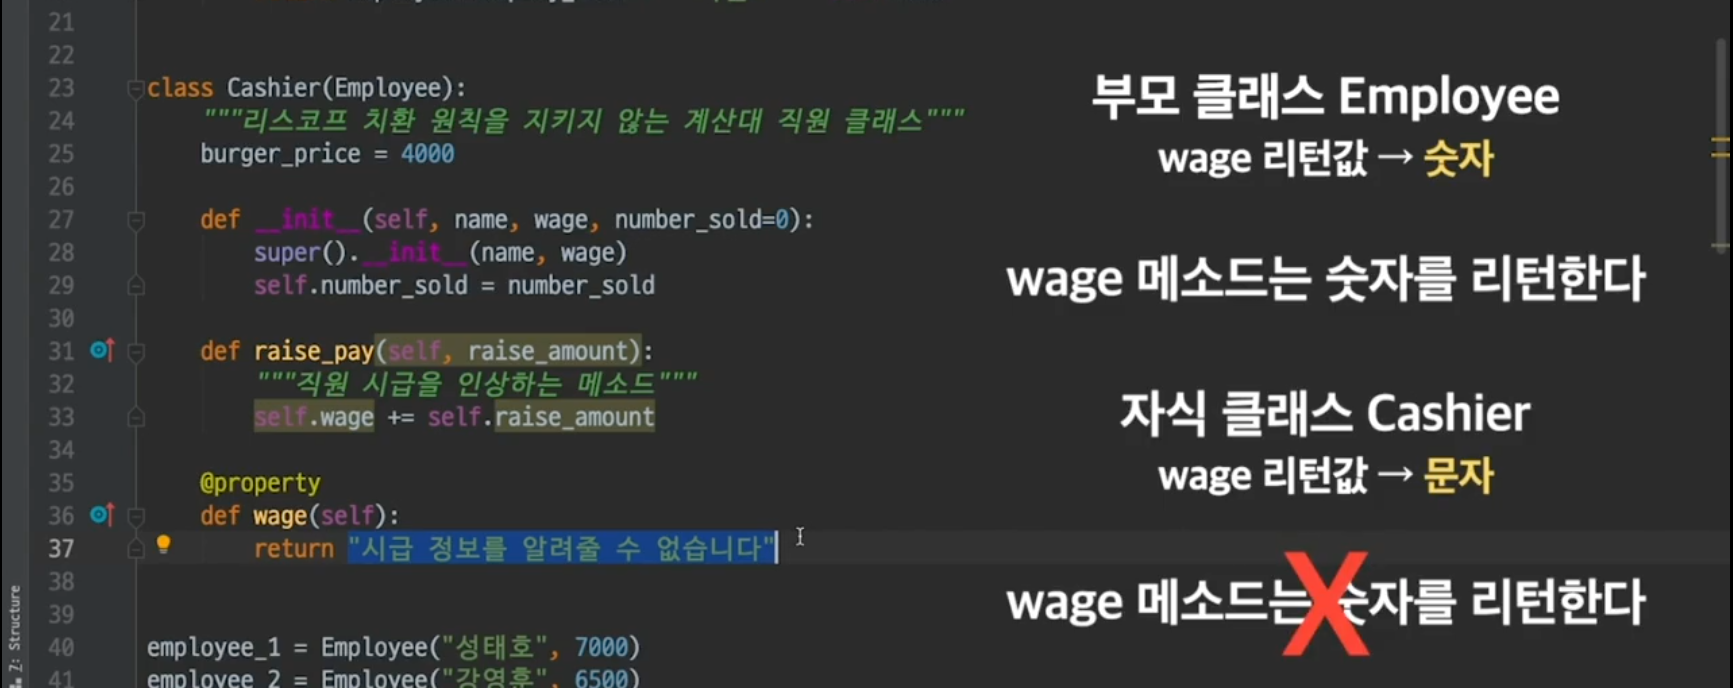 21
22
23 class Cashier(Employee):
24 """리스코프 치환 원칙을 지키지 않는 계산대 직원 클래스"""
25 burger_price = 4000
26
27 def __init__(self, name, wage, number_sold=0):
28 super().__init__(name, wage)
29 self.number_sold = number_sold
30
31 def raise_pay(self, raise_amount):
32 """직원 시급을 인상하는 메소드"""
33 self.wage += self.raise_amount
34
35 @property
36 def wage(self):
37 return "시급 정보를 알려줄 수 없습니다"
38
39
40 employee_1 = Employee("성태호", 7000)
41 employee_2 = Employee("강영훈", 6500)
부모 클래스 Employee
wage 리턴값 → 숫자
wage 메소드는 숫자를 리턴한다
자식 클래스 Cashier
wage 리턴값 → 문자
wage 메소드는 숫자를 리턴한다
Z: Structure